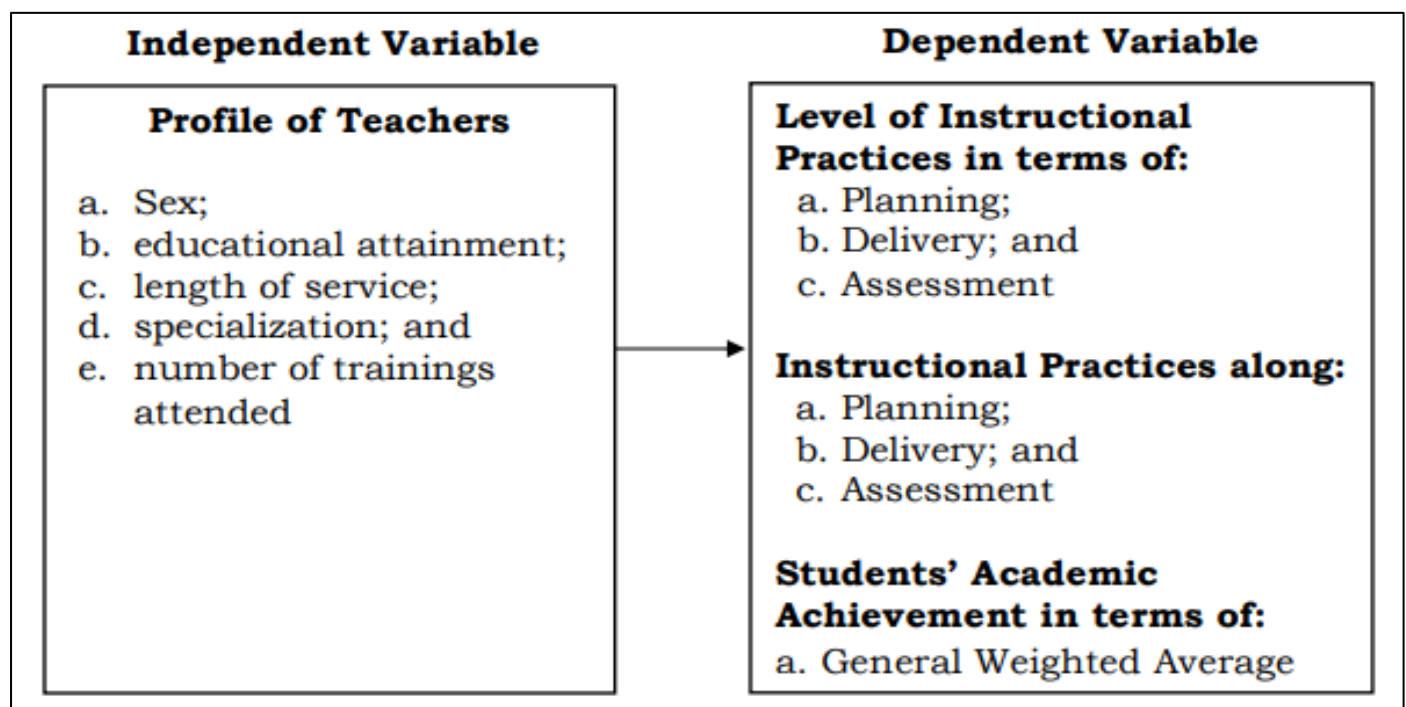 Independent Variable
Profile of Teachers
a. Sex;
b. educational attainment;
c. length of service;
d. specialization; and
e. number of trainings
attended
Dependent Variable
Level of Instructional
Practices in terms of:
a. Planning;
b. Delivery; and
c. Assessment
Instructional Practices along:
a. Planning;
b. Delivery; and
c. Assessment
Students’ Academic
Achievement in terms of:
a. General Weighted Average